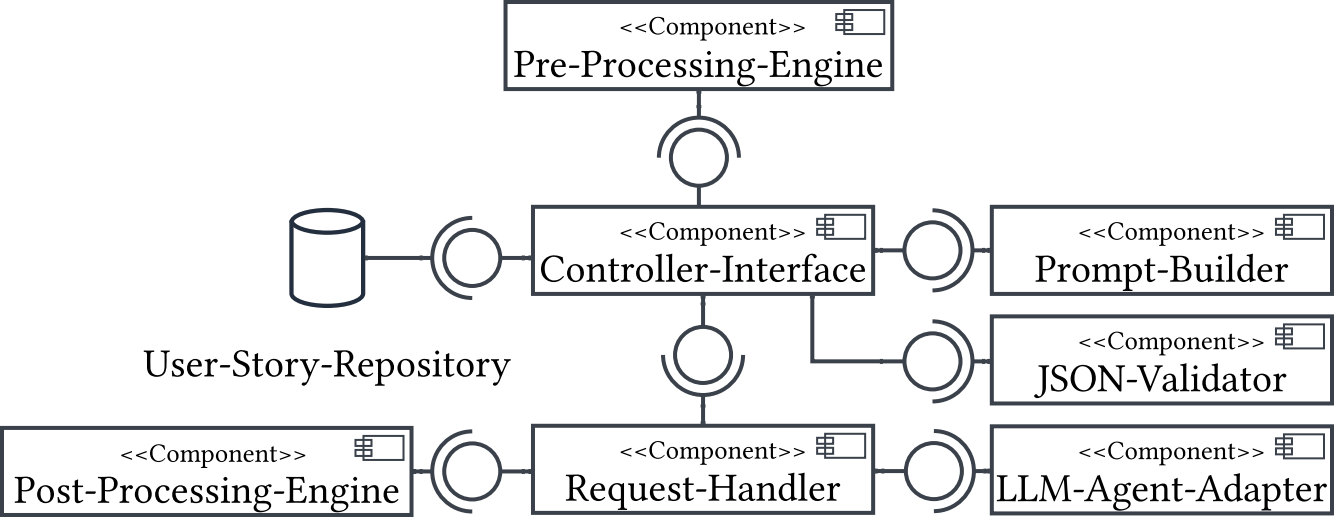 <<Component>>
Pre-Processing-Engine
<<Component>>
Controller-Interface
<<Component>>
Prompt-Builder
User-Story-Repository
<<Component>>
JSON-Validator
<<Component>>
Post-Processing-Engine
<<Component>>
Request-Handler
<<Component>>
LLM-Agent-Adapter